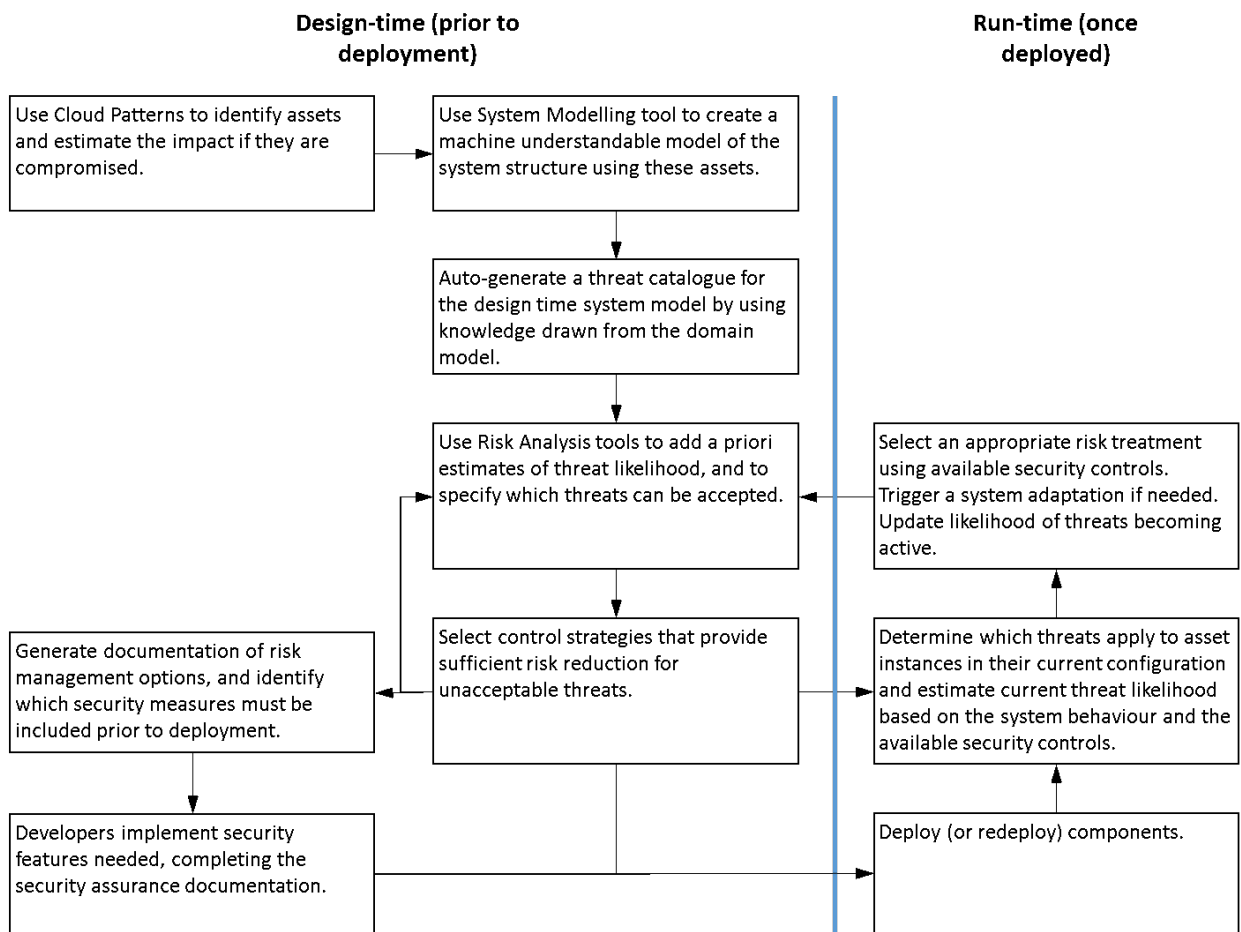 Design-time (prior to
deployment)
Run-time (once
deployed)
Use Cloud Patterns to identify assets
and estimate the impact if they are
compromised.
Use System Modelling tool to create a
machine understandable model of the
system structure using these assets.
Auto-generate a threat catalogue for
the design time system model by using
knowledge drawn from the domain
model.
Use Risk Analysis tools to add a priori
estimates of threat likelihood, and to
specify which threats can be accepted.
Select an appropriate risk treatment
using available security controls.
Trigger a system adaptation if needed.
Update likelihood of threats becoming
active.
Generate documentation of risk
management options, and identify
which security measures must be
included prior to deployment.
Select control strategies that provide
sufficient risk reduction for
unacceptable threats.
Determine which threats apply to asset
instances in their current configuration
and estimate current threat likelihood
based on the system behaviour and the
available security controls.
Developers implement security
features needed, completing the
security assurance documentation.
Deploy (or redeploy) components.